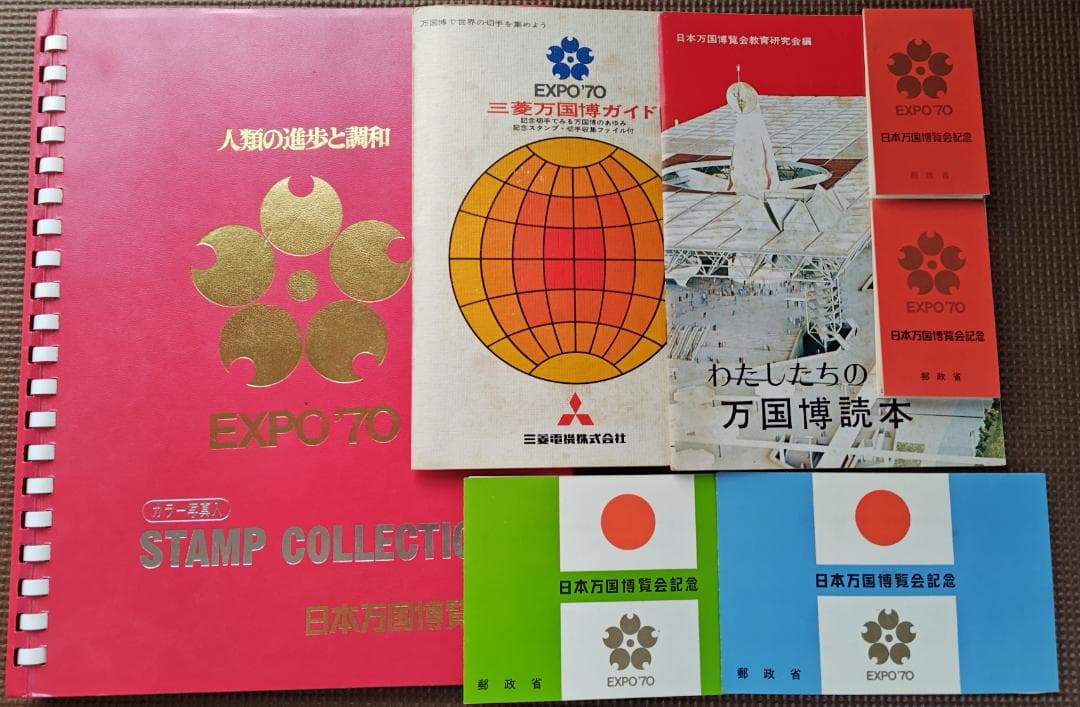 人類の進歩と調和
EXPO'70
カラー写真入
STAMP COLLECTIO
日本万国博覧
万国博で世界の切手を集めよう
EXPO'70
三菱万国博ガイド
記念切手でみる万国博のあゆみ
記念スタンプ・切手収集ファイル付
三菱電機株式会社
日本万国博覧会教育研究会編
わたしたちの
万国博読本
EXPO'70
日本万国博覧会記念
郵政省
EXPO'70
日本万国博覧会記念
郵政省
日本万国博覧会記念
EXPO'70
郵政省
日本万国博覧会記念
EXPO'70
郵政省